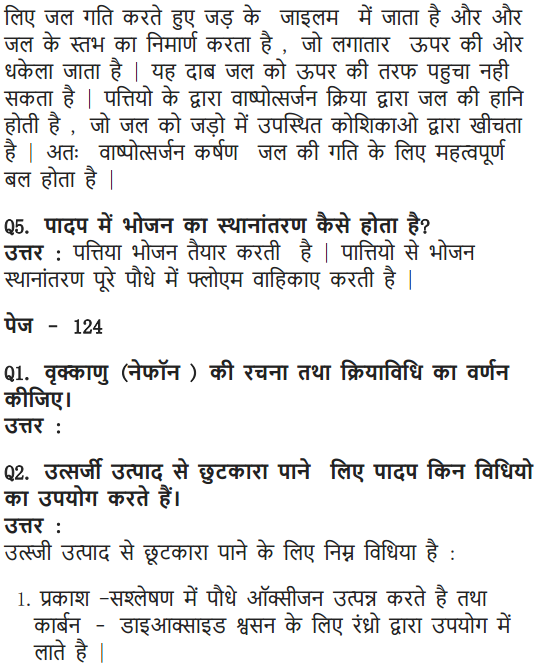 लिए जल गति करते हुए जड़ के जाइलम में जाता है और और
जल के स्तभ का निमार्ण करता है , जो लगातार ऊपर की ओर
धकेला जाता है | यह दाब जल को ऊपर की तरफ पहुचा नही
सकता है | पत्तियो के द्वारा वाष्पोत्सर्जन क्रिया द्वारा जल की हानि
होती है , जो जल को जड़ो में उपस्थित कोशिकाओ द्वारा खीचता
है | अतः वाष्पोत्सर्जन कर्षण जल की गति के लिए महत्वपूर्ण
बल होता है |
Q5. पादप में भोजन का स्थानांतरण कैसे होता है?
उत्तर : पत्तिया भोजन तैयार करती है | पात्तियो से भोजन
स्थानांतरण पूरे पौधे में फ्लोएम वाहिकाए करती है |
पेज - 124
Q1. वृक्काणु (नेफॉन ) की रचना तथा क्रियाविधि का वर्णन
कीजिए।
उत्तर :
Q2. उत्सर्जी उत्पाद से छुटकारा पाने लिए पादप किन विधियो
का उपयोग करते हैं।
उत्तर :
उत्स्जी उत्पाद से छूटकारा पाने के लिए निम्न विधिया है :
1. प्रकाश -सश्लेषण में पौधे ऑक्सीजन उत्पन्न करते है तथा
कार्बन - डाइआक्साइड श्वसन के लिए रंध्रो द्वारा उपयोग में
लाते है |